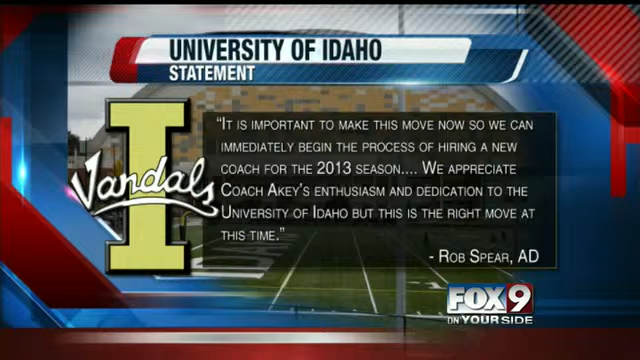 UNIVERSITY OF IDAHO
STATEMENT
I
Vandals
"IT IS IMPORTANT TO MAKE THIS MOVE NOW SO WE CAN
IMMEDIATELY BEGIN THE PROCESS OF HIRING A NEW
COACH FOR THE 2013 SEASON.... WE APPRECIATE
COACH AKEY'S ENTHUSIASM AND DEDICATION TO THE
UNIVERSITY OF IDAHO BUT THIS IS THE RIGHT MOVE AT
THIS TIME."
- ROB SPEAR, AD
FOX 9
ON YOUR SIDE